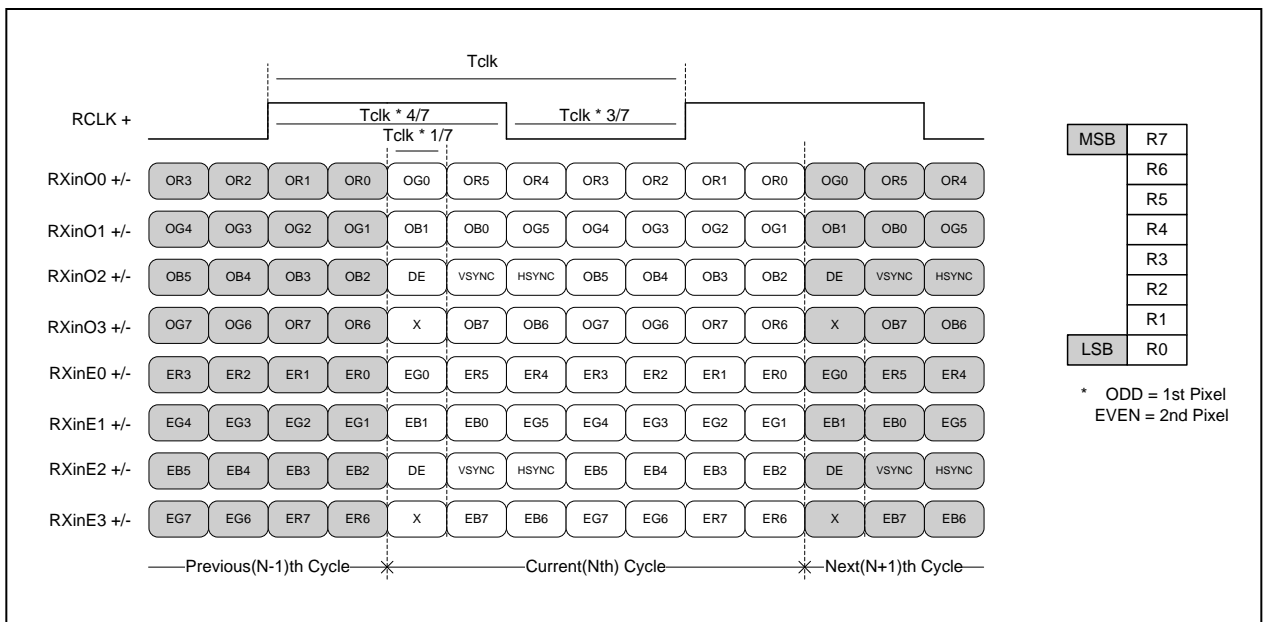 Tclk
RCLK +
Tclk * 4/7
Tclk * 3/7
Tclk * 1/7
MSB R7
R6
R5
R4
R3
R2
R1
LSB R0
* ODD = 1st Pixel
EVEN = 2nd Pixel
RXinO0 +/- OR3 OR2 OR1 OR0 OG0 OR5 OR4 OR3 OR2 OR1 OR0 OG0 OR5 OR4
RXinO1 +/- OG4 OG3 OG2 OG1 OB1 OB0 OG5 OG4 OG3 OG2 OG1 OB1 OB0 OG5
RXinO2 +/- OB5 OB4 OB3 OB2 DE VSYNC HSYNC OB5 OB4 OB3 OB2 DE VSYNC HSYNC
RXinO3 +/- OG7 OG6 OR7 OR6 X OB7 OB6 OG7 OG6 OR7 OR6 X OB7 OB6
RXinE0 +/- ER3 ER2 ER1 ER0 EG0 ER5 ER4 ER3 ER2 ER1 ER0 EG0 ER5 ER4
RXinE1 +/- EG4 EG3 EG2 EG1 EB1 EB0 EG5 EG4 EG3 EG2 EG1 EB1 EB0 EG5
RXinE2 +/- EB5 EB4 EB3 EB2 DE VSYNC HSYNC EB5 EB4 EB3 EB2 DE VSYNC HSYNC
RXinE3 +/- EG7 EG6 ER7 ER6 X EB7 EB6 EG7 EG6 ER7 ER6 X EB7 EB6
Previous(N-1)th Cycle Current(Nth) Cycle Next(N+1)th Cycle